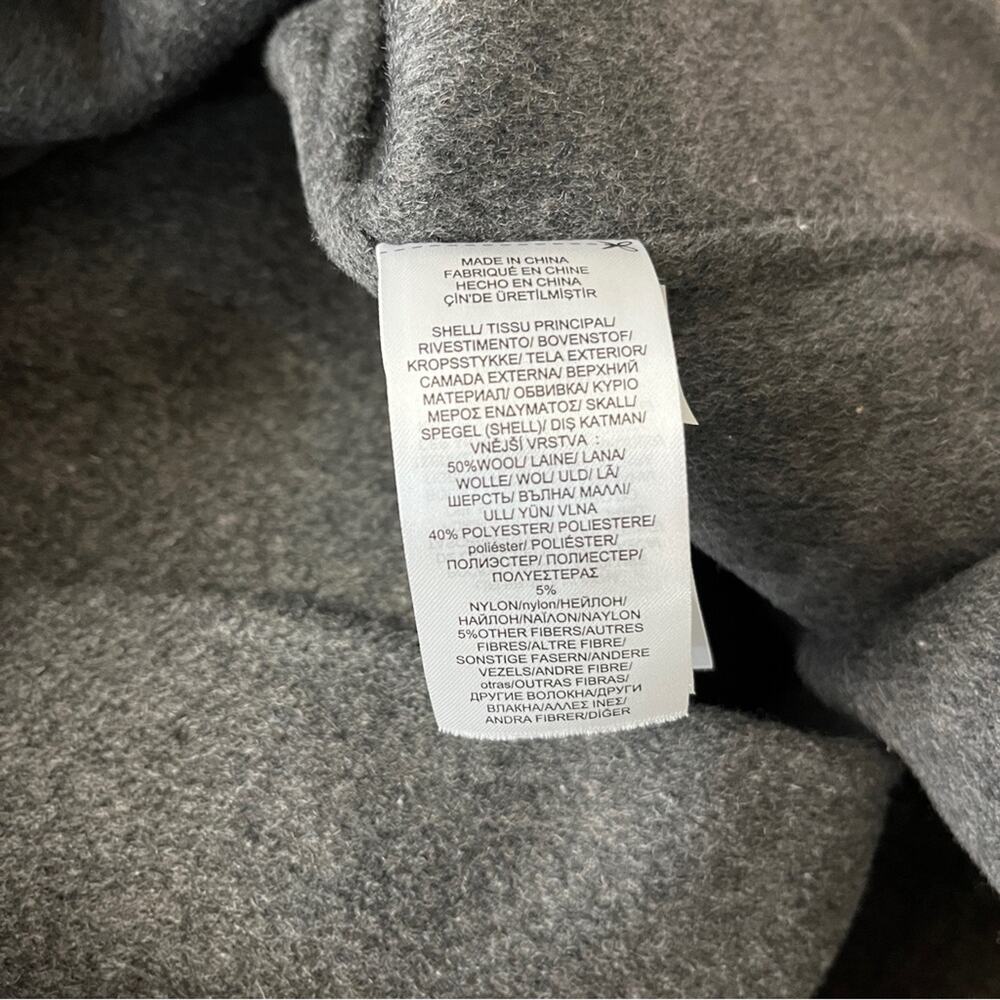 MADE IN CHINA
FABRIQUÉ EN CHINE
HECHO EN CHINA
ÇİN'DE ÜRETİLMİŞTİR
SHELL/ TISSU PRINCIPAL/
RIVESTIMENTO/ BOVENSTOF/
KROPSSTYKKE/ TELA EXTERIOR/
CAMADA EXTERNA/ ВЕРХНИЙ
МАТЕРИАЛ/ ОБВИВКА/ ΚΥΡΙΟ
ΜΕΡΟΣ ΕΝΔΥΜΑΤΟΣ/ SKALL/
SPEGEL (SHELL)/ DIŞ KATMAN/
VNĚJŠÍ VRSTVA :
50%WOOL/ LAINE/ LANA/
WOLLE/ WOL/ ULD/ LÃ/
ШЕРСТЬ/ ВЪЛНА/ ΜΑΛΛΙ/
ULL/ YÜN/ VLNA
40% POLYESTER/ POLIESTERE/
poliéster/ POLIÉSTER/
ПОЛИЭСТЕР/ ПОЛИЕСТЕР/
ΠΟΛΥΕΣΤΕΡΑΣ
5%
NYLON/nylon/НЕЙЛОН/
НАЙЛОН/ΝΑΪΛΟΝ/NAYLON
5%OTHER FIBERS/AUTRES
FIBRES/ALTRE FIBRE/
SONSTIGE FASERN/ANDERE
VEZELS/ANDRE FIBRE/
otras/OUTRAS FIBRAS/
ДРУГИЕ ВОЛОКНА/ДРУГИ
ВЛАКНА/ΑΛΛΕΣ ΙΝΕΣ/
ANDRA FIBRER/DİĞER